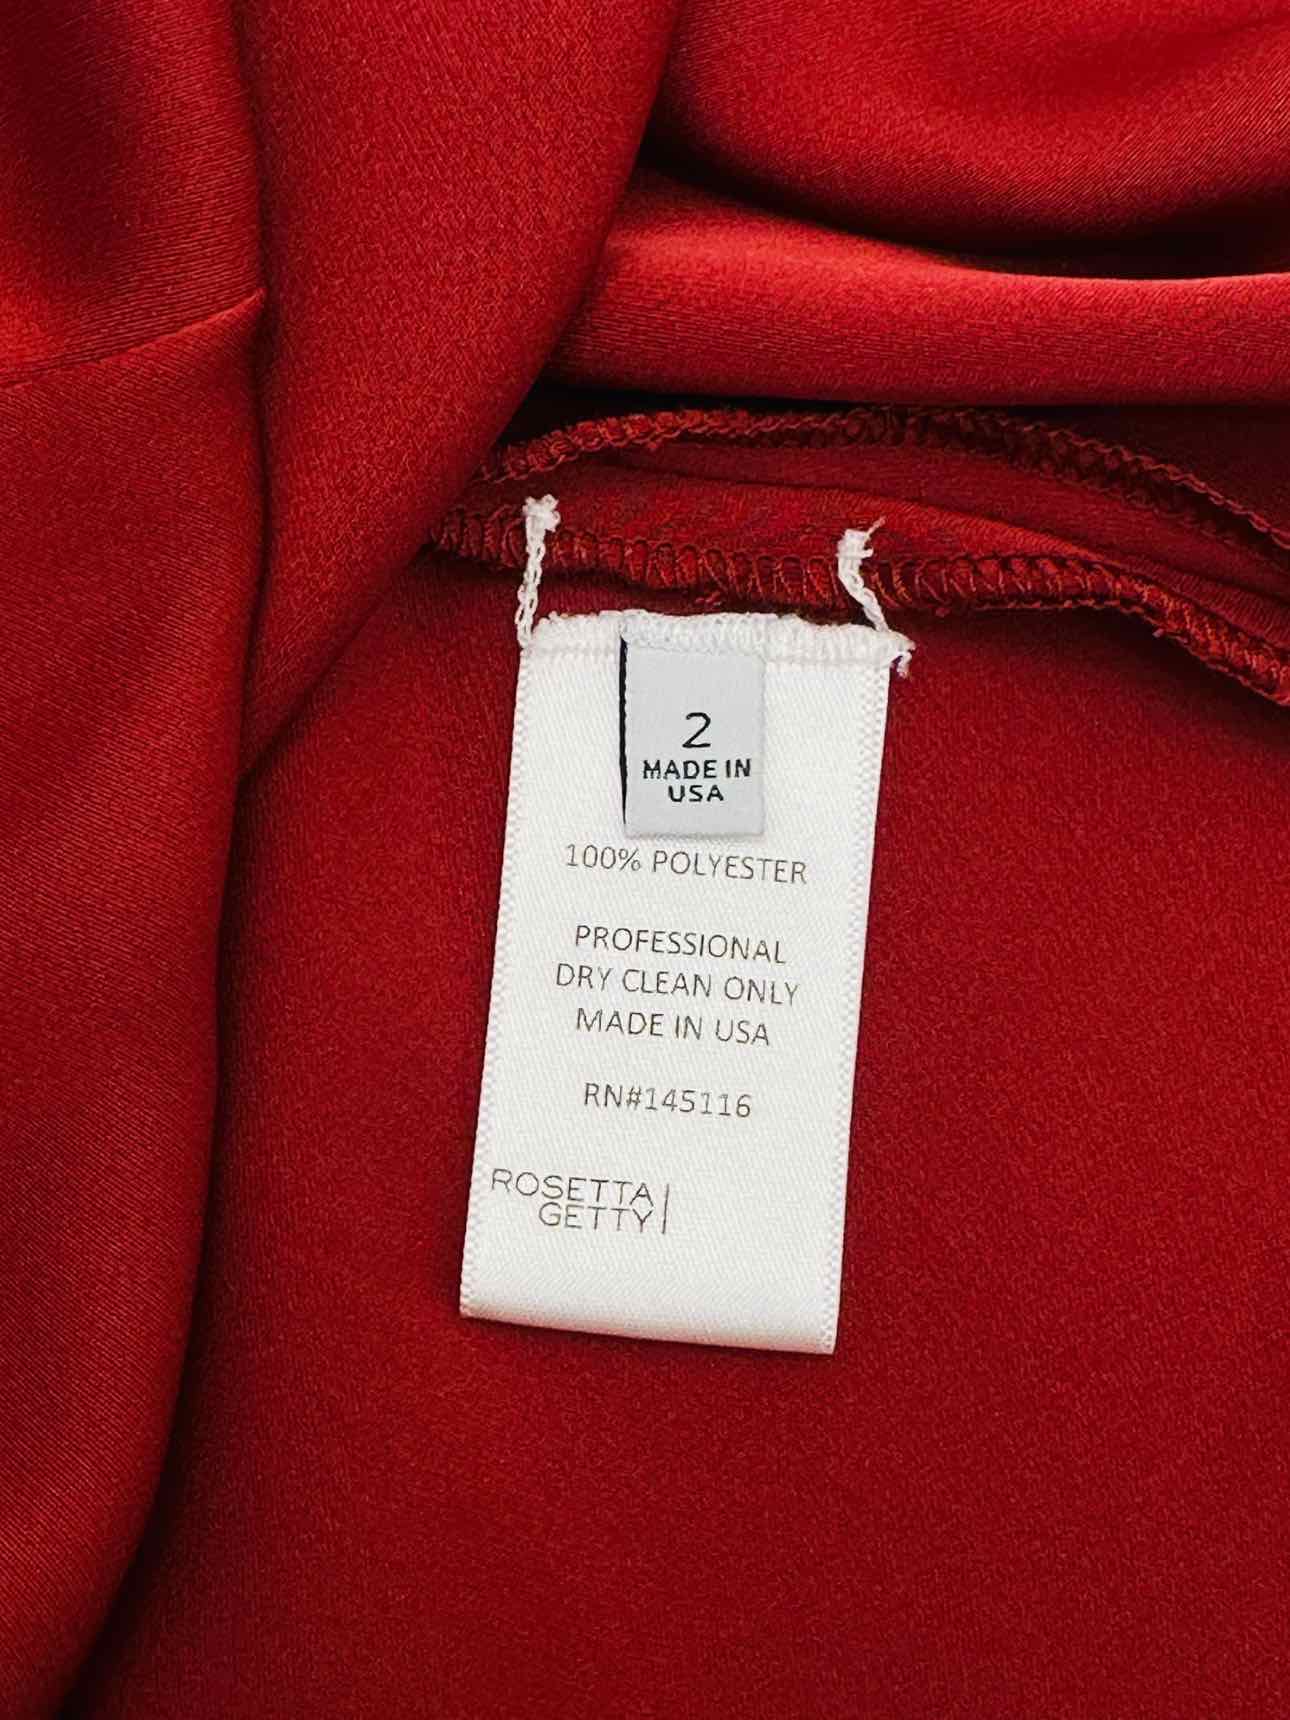 2
MADE IN
USA
100% POLYESTER
PROFESSIONAL
DRY CLEAN ONLY
MADE IN USA
RN#145116
ROSETTA
GETTY